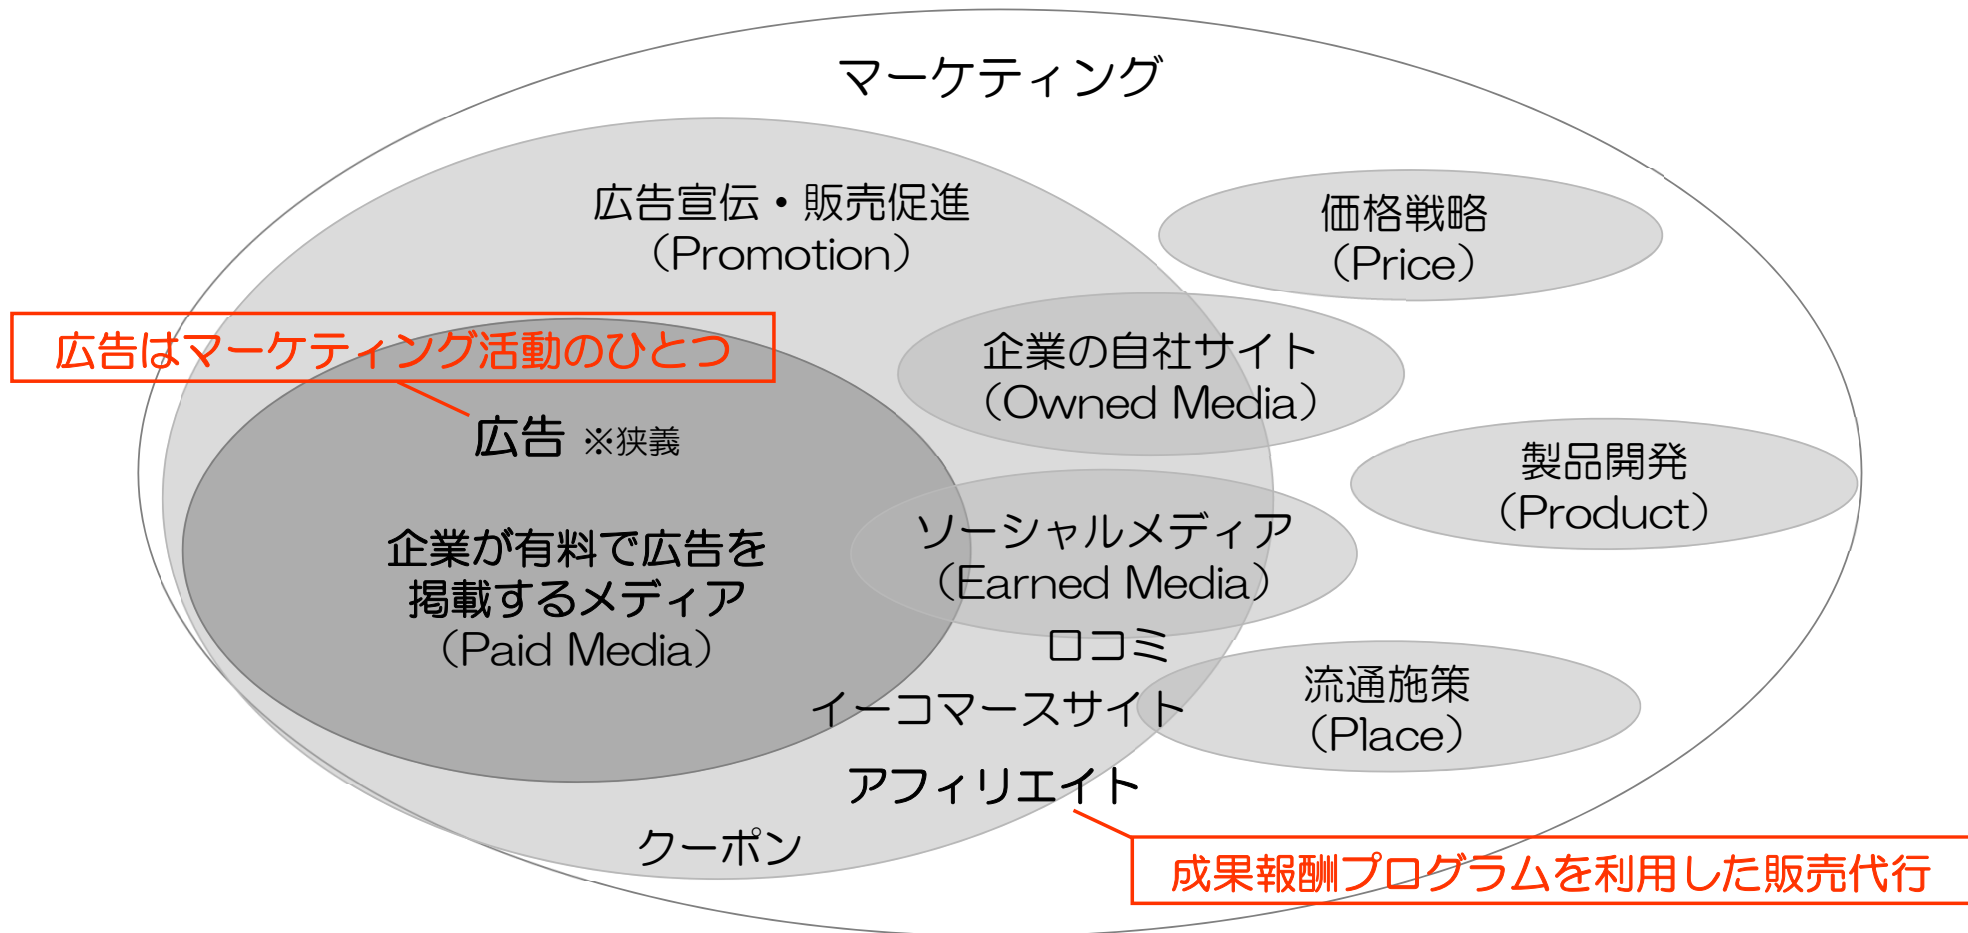 マーケティング
広告宣伝・販売促進
（Promotion）
価格戦略
（Price）
広告はマーケティング活動のひとつ
企業の自社サイト
（Owned Media）
広告 ※狭義
製品開発
（Product）
企業が有料で広告を
掲載するメディア
（Paid Media）
ソーシャルメディア
（Earned Media）
口コミ
イーコマースサイト
流通施策
（Place）
アフィリエイト
クーポン
成果報酬プログラムを利用した販売代行